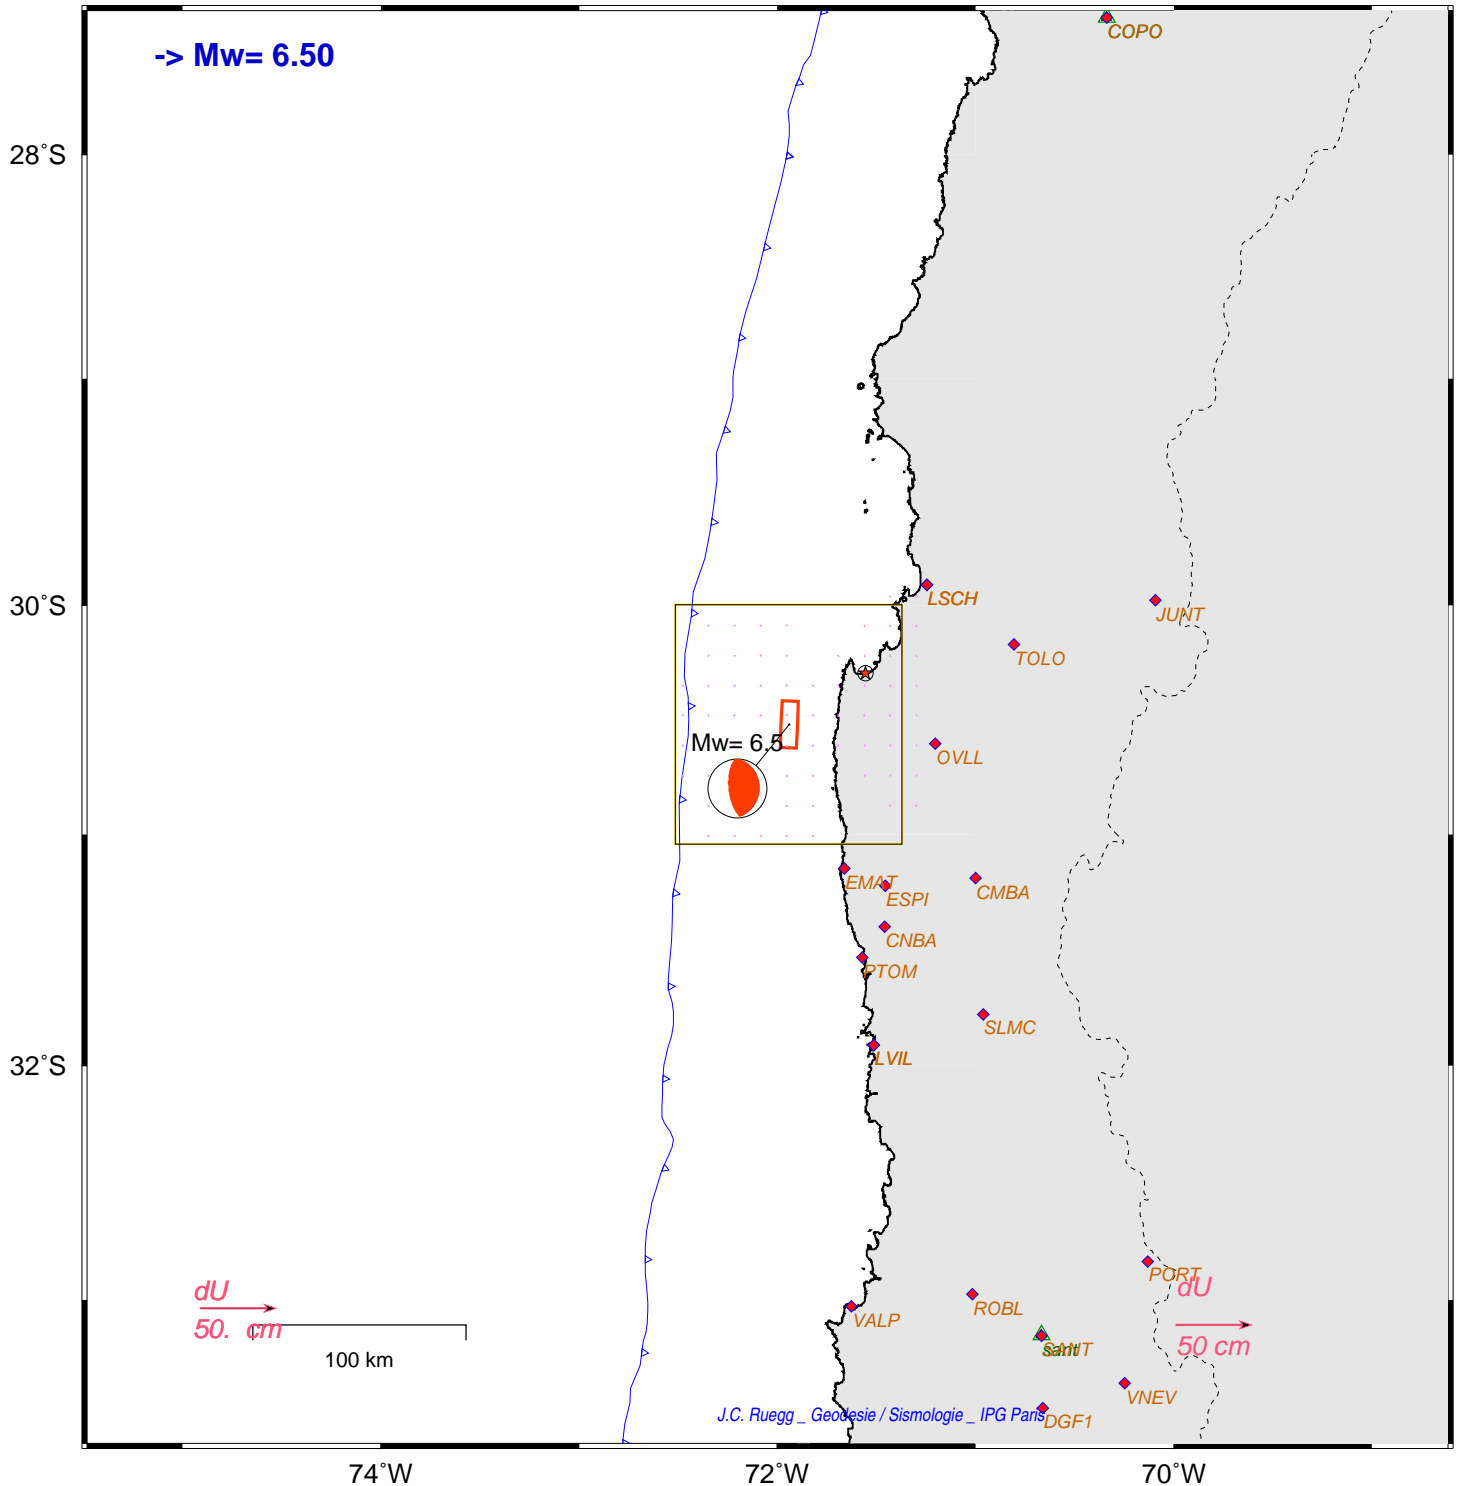 COPO
-> Mw= 6.50
28°S
30°S
LSCH
JUNT
TOLO
Mw= 6.5
OVLL
EMAT
ESPI
CMBA
CNBA
PTOM
SLMC
LVIL
32°S
PORT
dU
50. cm
dU
50 cm
VALP
ROBL
SANT
sant
100 km
VNEV
J.C. Ruegg _ Geodesie / Sismologie _ IPG Paris
DGF1
74°W
72°W
70°W